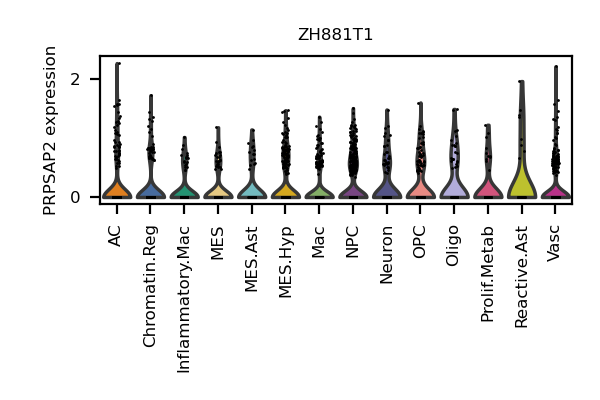 ZH881T1
PRPSAP2 expression
2
0
AC
Chromatin.Reg
Inflammatory.Mac
MES
MES.Ast
MES.Hyp
Mac
NPC
Neuron
OPC
Oligo
Prolif.Metab
Reactive.Ast
Vasc